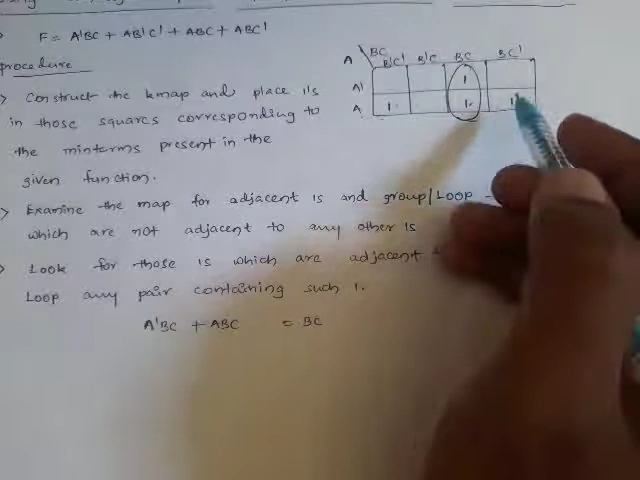 F = A'BC + AB'C' + ABC + ABC'
procedure
> Construct the kmap and place 1s
in those squares corresponding to
the minterms present in the
given function.
> Examine the map for adjacent 1s and group/Loop
which are not adjacent to any other 1s
> Look for those 1s which are adjacent
Loop any pair containing such 1.
A'BC + ABC = BC
A BC
B'C' B'C BC BC'
A' 1
A 1 1 1